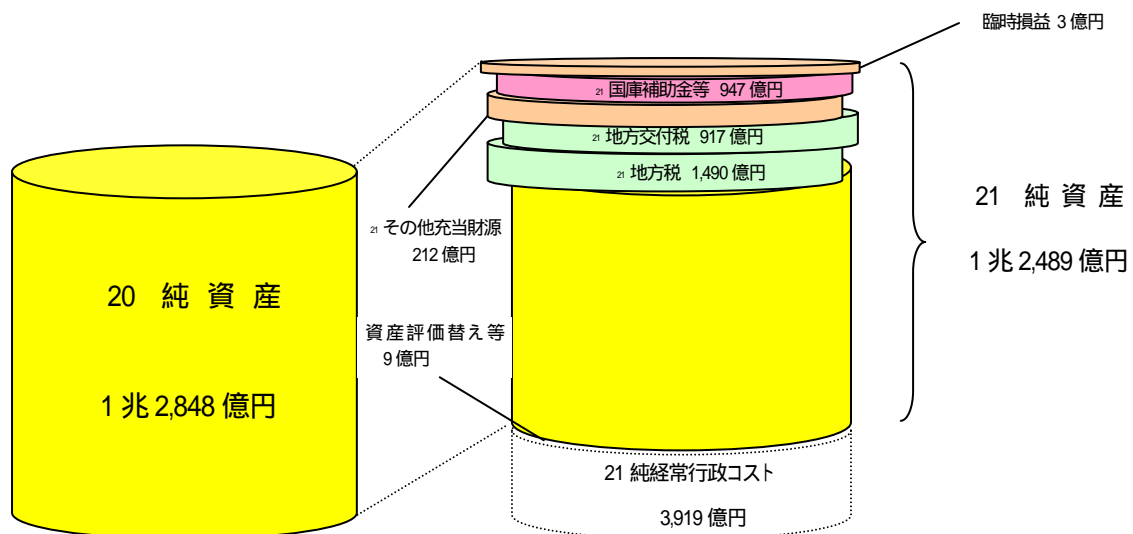 臨時損益 3 億円
21 国庫補助金等 947 億円
21 地方交付税 917 億円
21 地方税 1,490 億円
21 純 資 産
1 兆 2,489 億円
21 その他充当財源
212 億円
20 純 資 産
1 兆 2,848 億円
資産評価替え等
9 億円
21 純経常行政コスト
3,919 億円